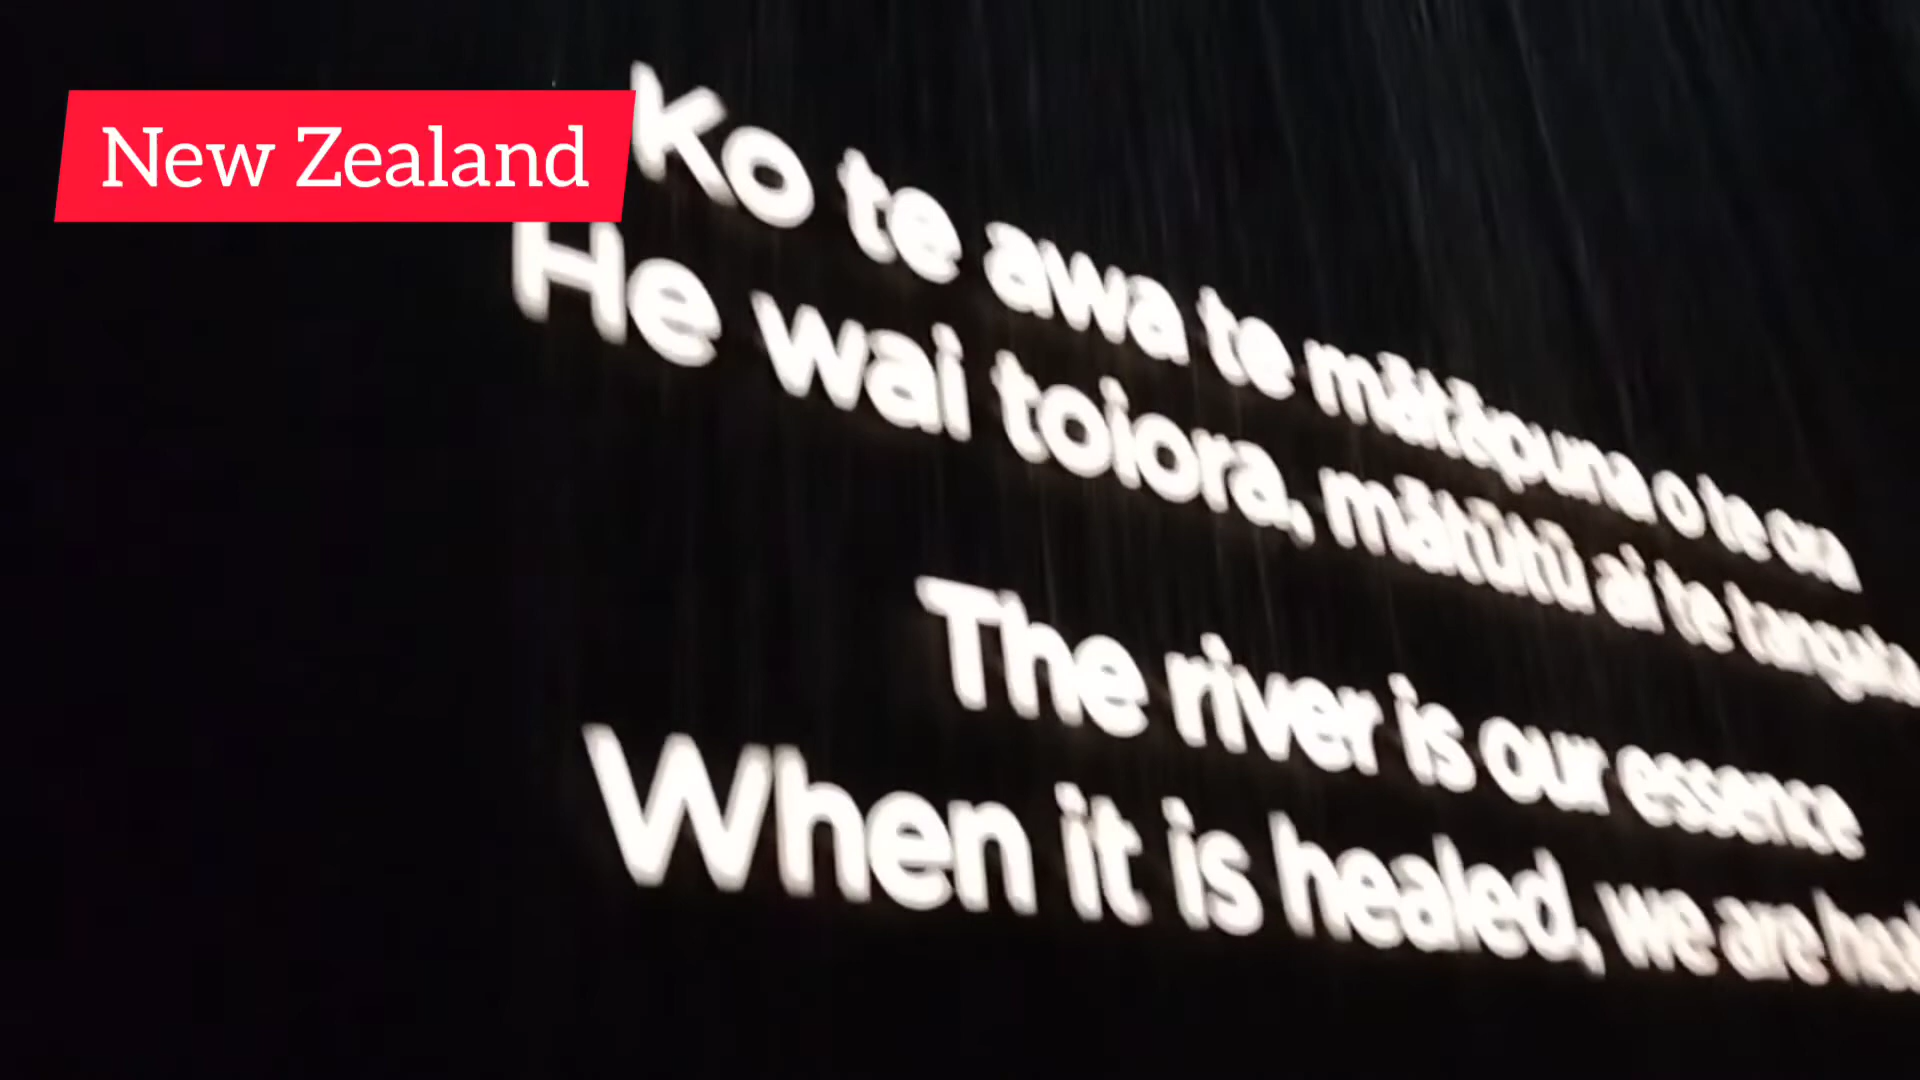 New Zealand
Ko te awa te mātāpuna o te ora
He wai toiora, mātūtū ai te tangata
The river is our essence
When it is healed, we are